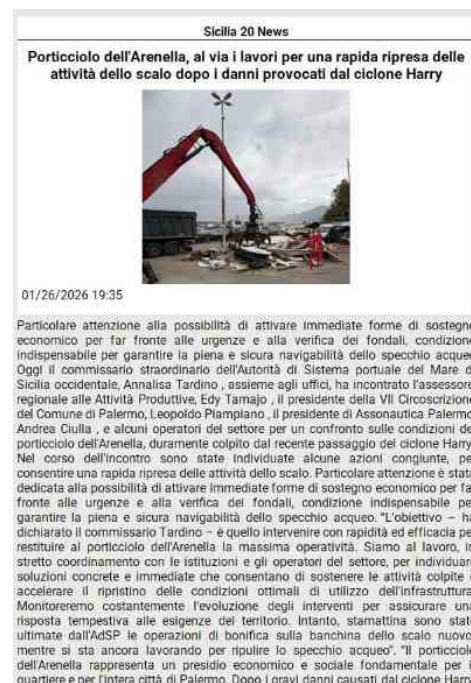 Sicilia 20 News
Porticciolo dell'Arenella, al via i lavori per una rapida ripresa delle
attività dello scalo dopo i danni provocati dal ciclone Harry
01/26/2026 19:35
Particolare attenzione alla possibilità di attivare immediate forme di sostegno
economico per far fronte alle urgenze e alla verifica dei fondali, condizione
indispensabile per garantire la piena e sicura navigabilità dello specchio acqueo
Oggi il commissario straordinario dell'Autorità di Sistema portuale del Mare d
Sicilia occidentale, Annalisa Tardino , assieme agli uffici, ha incontrato l'assessore
regionale alle Attività Produttive, Edy Tamajo , il presidente della VII Circoscrizione
del Comune di Palermo, Leopoldo Piampiano , il presidente di Assonautica Palermo
Andrea Ciulla , e alcuni operatori del settore per un confronto sulle condizioni de
porticciolo dell'Arenella, duramente colpito dal recente passaggio del ciclone Harry
Nel corso dell'incontro sono state individuate alcune azioni congiunte, pe
consentire una rapida ripresa delle attività dello scalo. Particolare attenzione è stata
dedicata alla possibilità di attivare immediate forme di sostegno economico per fa
fronte alle urgenze e alla verifica dei fondali, condizione indispensabile pe
garantire la piena e sicura navigabilità dello specchio acqueo. "L'obiettivo – ha
dichiarato il commissario Tardino – è quello intervenire con rapidità ed efficacia pe
restituire al porticciolo dell'Arenella la massima operatività. Siamo al lavoro, in
stretto coordinamento con le istituzioni e gli operatori del settore, per individuare
soluzioni concrete e immediate che consentano di sostenere le attività colpite e
accelerare il ripristino delle condizioni ottimali di utilizzo dell'infrastruttura
Monitoreremo costantemente l'evoluzione degli interventi per assicurare una
risposta tempestiva alle esigenze del territorio. Intanto, stamattina sono state
ultimate dall'AdSP le operazioni di bonifica sulla banchina dello scalo nuovo
mentre si sta ancora lavorando per ripulire lo specchio acqueo". "Il porticciolo
dell'Arenella rappresenta un presidio economico e sociale fondamentale per i
quartiere e per l'intera città di Palermo. Dopo i gravi danni causati dal ciclone Harry